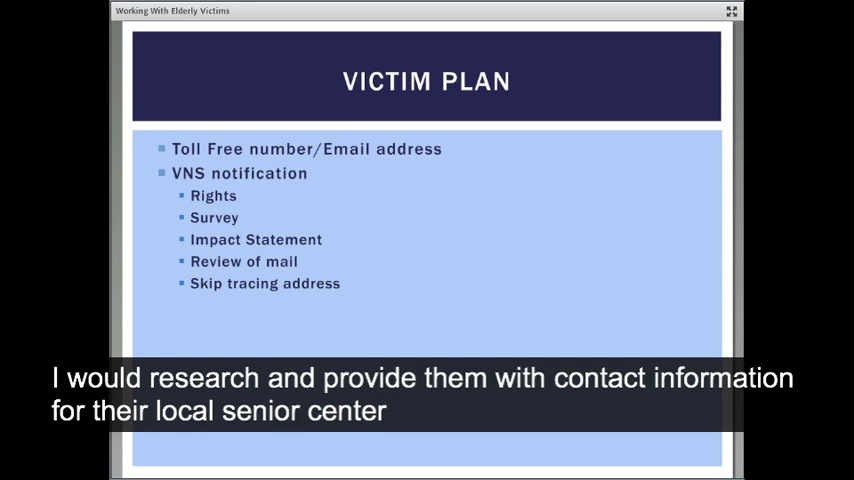 Working With Elderly Victims
VICTIM PLAN
Toll Free number/Email address
VNS notification
Rights
Survey
Impact Statement
Review of mail
Skip tracing address
I would research and provide them with contact information
for their local senior center